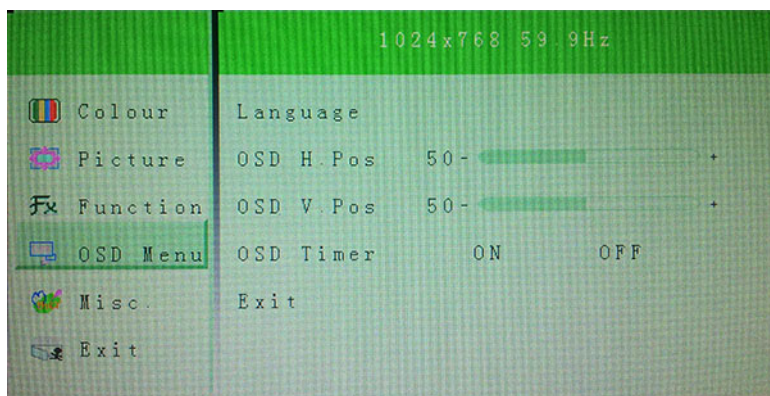 1024x768 59.9Hz
Colour
Picture
Fx Function
OSD Menu
Misc.
Exit
Language
OSD H.Pos 50- +
OSD V.Pos 50- +
OSD Timer ON OFF
Exit